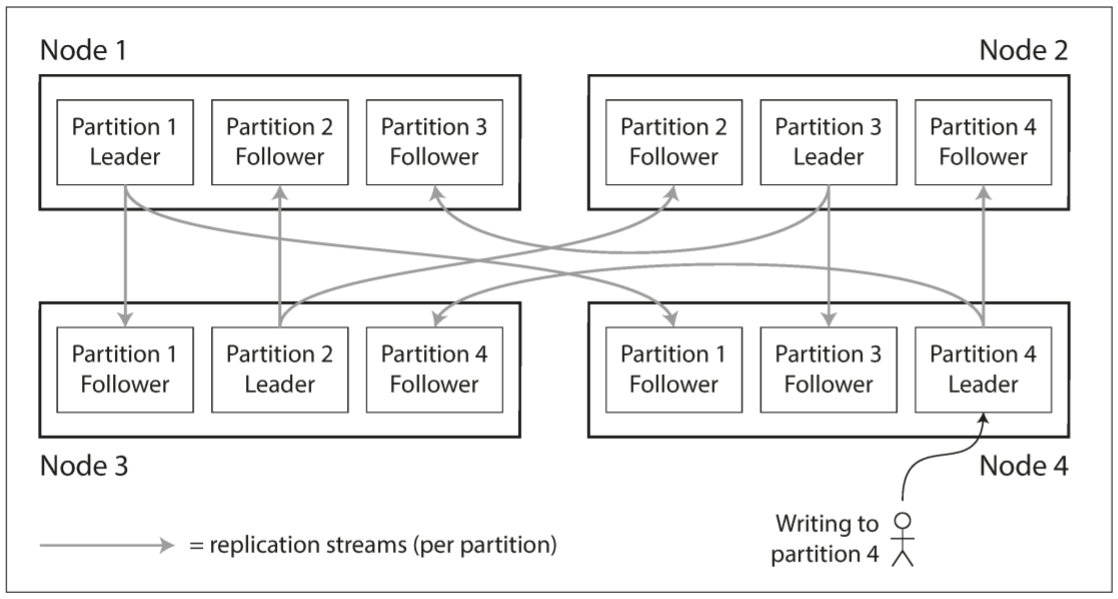 Node 1
Node 2
Partition 1
Leader
Partition 2
Follower
Partition 3
Follower
Partition 2
Follower
Partition 3
Leader
Partition 4
Follower
Partition 1
Follower
Partition 2
Leader
Partition 4
Follower
Partition 1
Follower
Partition 3
Follower
Partition 4
Leader
Node 3
Node 4
= replication streams (per partition)
Writing to
partition 4